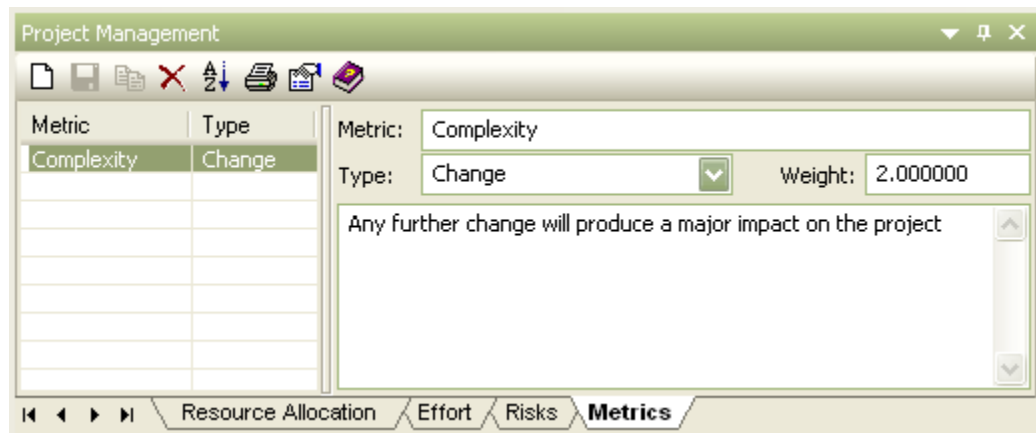 Project Management
Metric Type
Complexity Change
Metric: Complexity
Type: Change Weight: 2.000000
Any further change will produce a major impact on the project
Resource Allocation Effort Risks Metrics